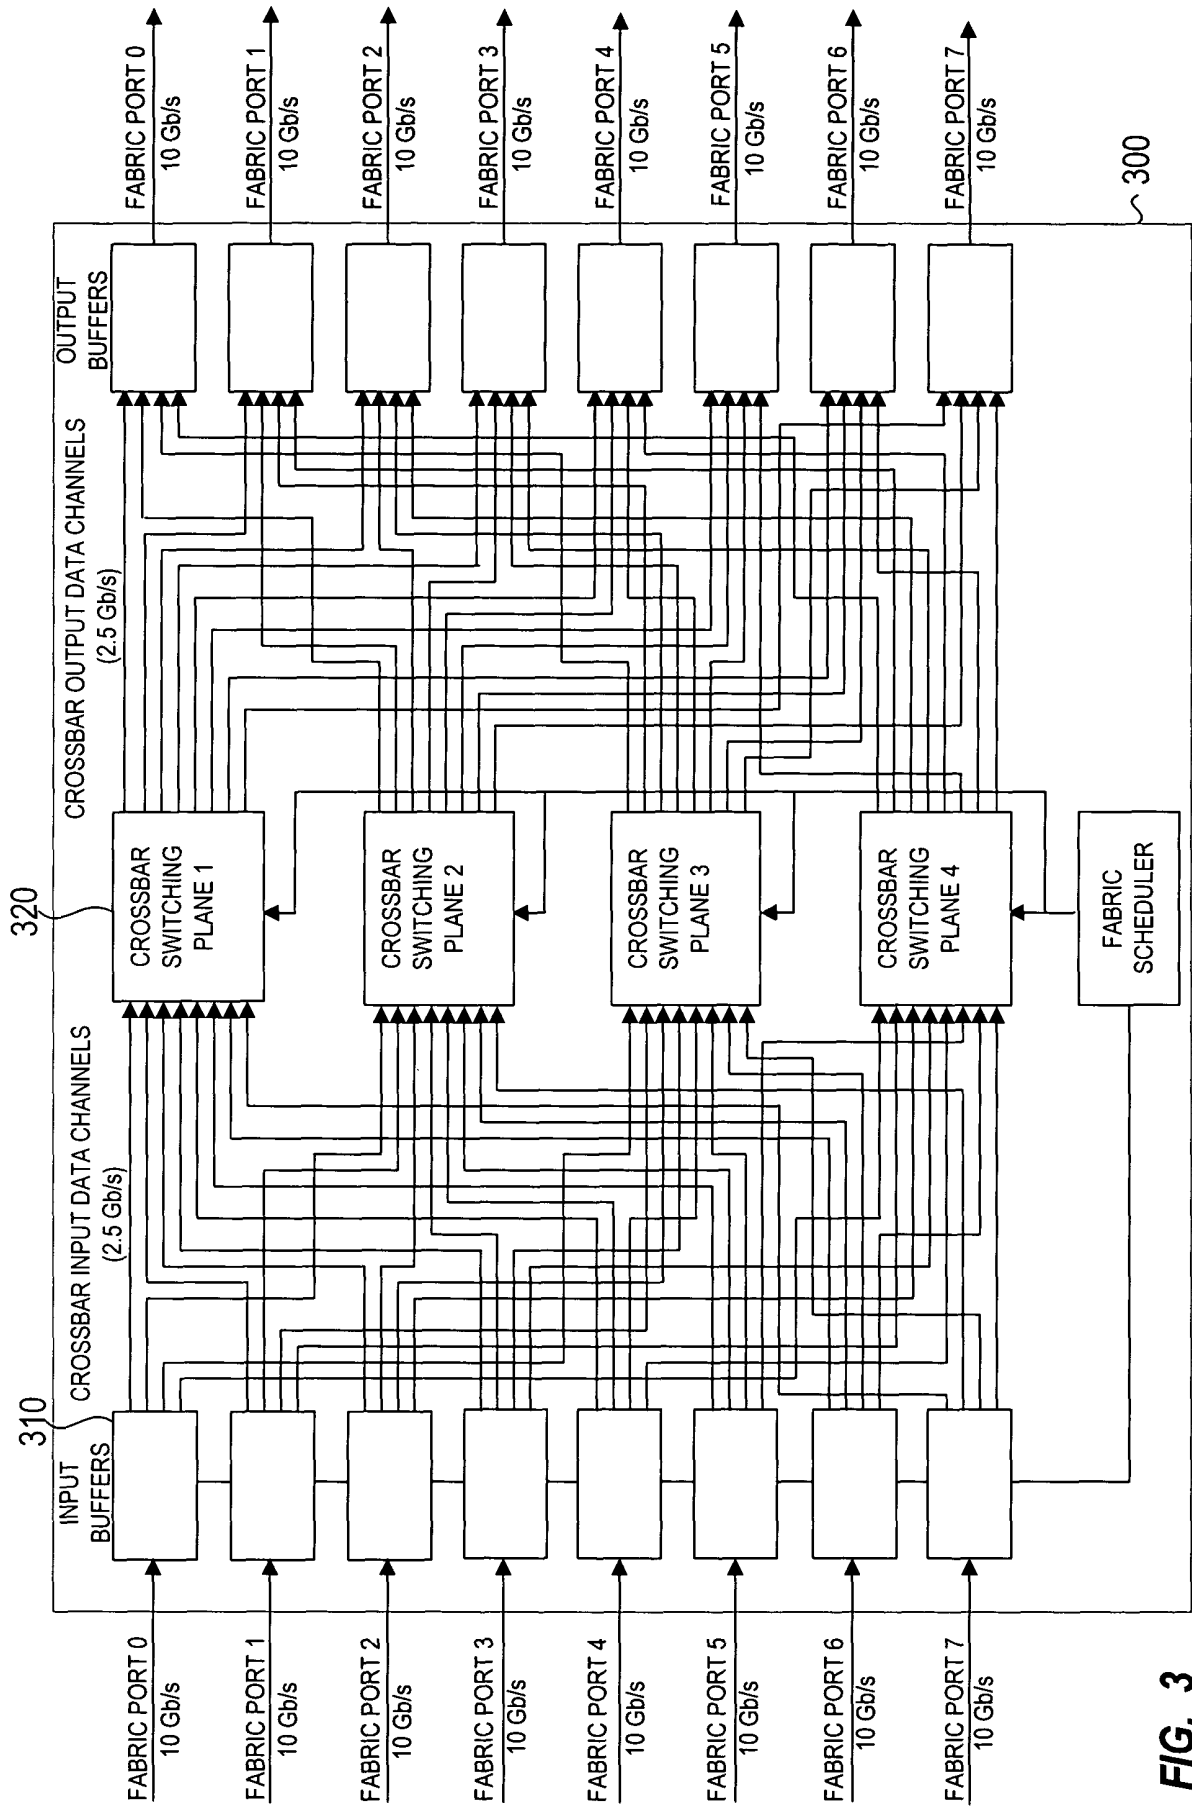 FABRIC PORT 0
10 Gb/s
FABRIC PORT 1
10 Gb/s
FABRIC PORT 2
10 Gb/s
FABRIC PORT 3
10 Gb/s
FABRIC PORT 4
10 Gb/s
FABRIC PORT 5
10 Gb/s
FABRIC PORT 6
10 Gb/s
FABRIC PORT 7
10 Gb/s
INPUT
BUFFERS
310
CROSSBAR INPUT DATA CHANNELS
(2.5 Gb/s)
320
CROSSBAR
SWITCHING
PLANE 1
CROSSBAR
SWITCHING
PLANE 2
CROSSBAR
SWITCHING
PLANE 3
CROSSBAR
SWITCHING
PLANE 4
FABRIC
SCHEDULER
CROSSBAR OUTPUT DATA CHANNELS
(2.5 Gb/s)
OUTPUT
BUFFERS
FABRIC PORT 0
10 Gb/s
FABRIC PORT 1
10 Gb/s
FABRIC PORT 2
10 Gb/s
FABRIC PORT 3
10 Gb/s
FABRIC PORT 4
10 Gb/s
FABRIC PORT 5
10 Gb/s
FABRIC PORT 6
10 Gb/s
FABRIC PORT 7
10 Gb/s
300
FIG. 3